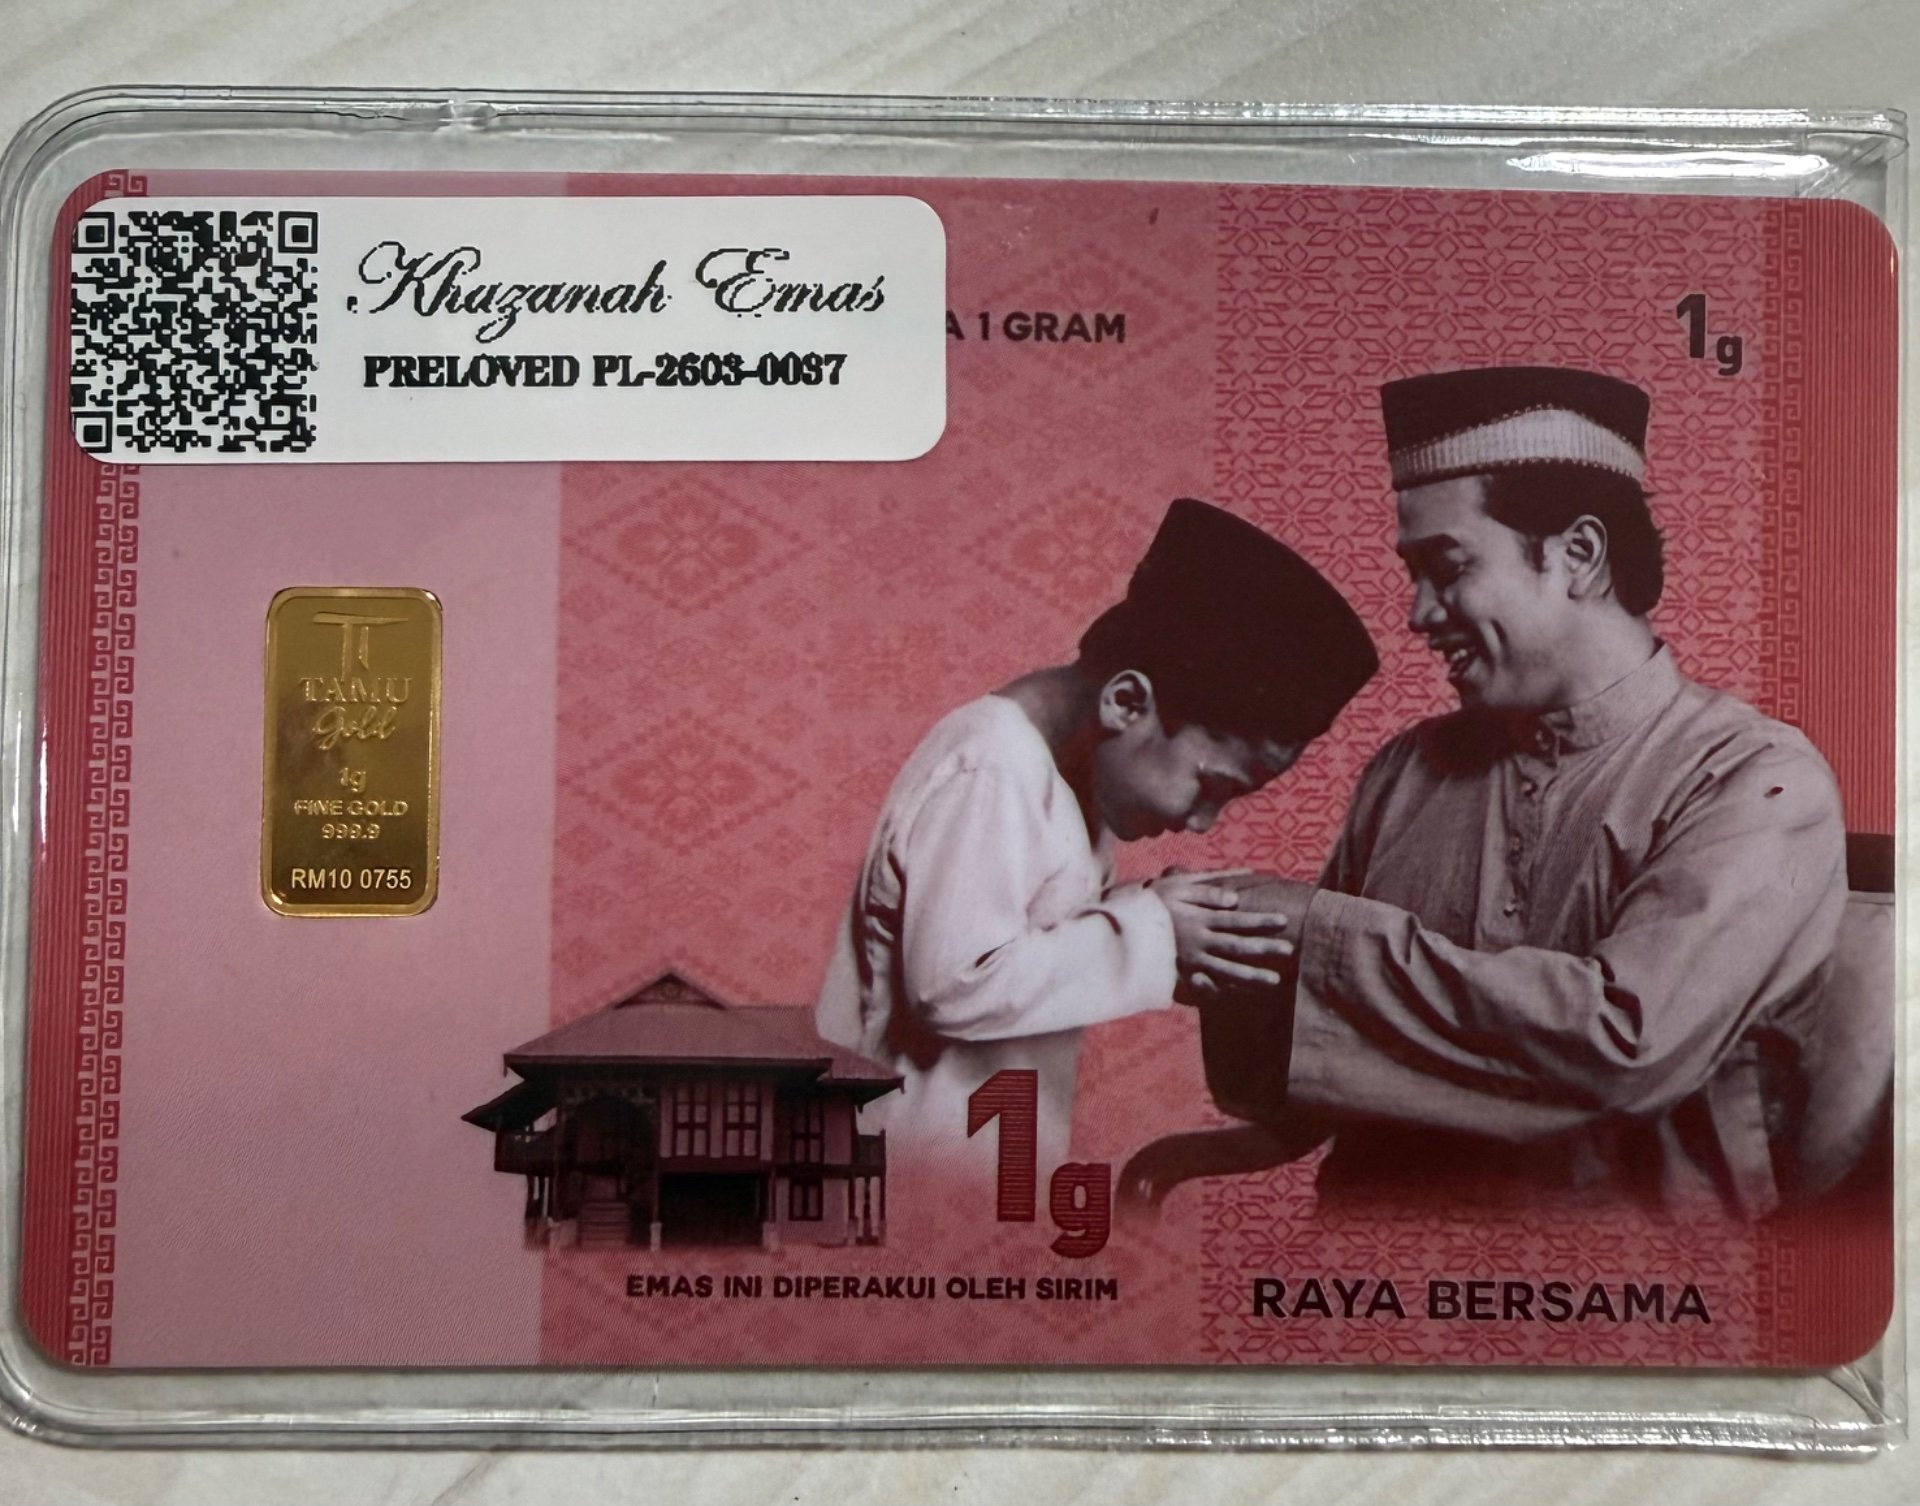 Khazanah Emas
PRELOVED PL-2603-0087
1 GRAM
1g
TAMU
Gold
1g
FINE GOLD
999.9
RM10 0755
1g
EMAS INI DIPERAKUI OLEH SIRIM
RAYA BERSAMA